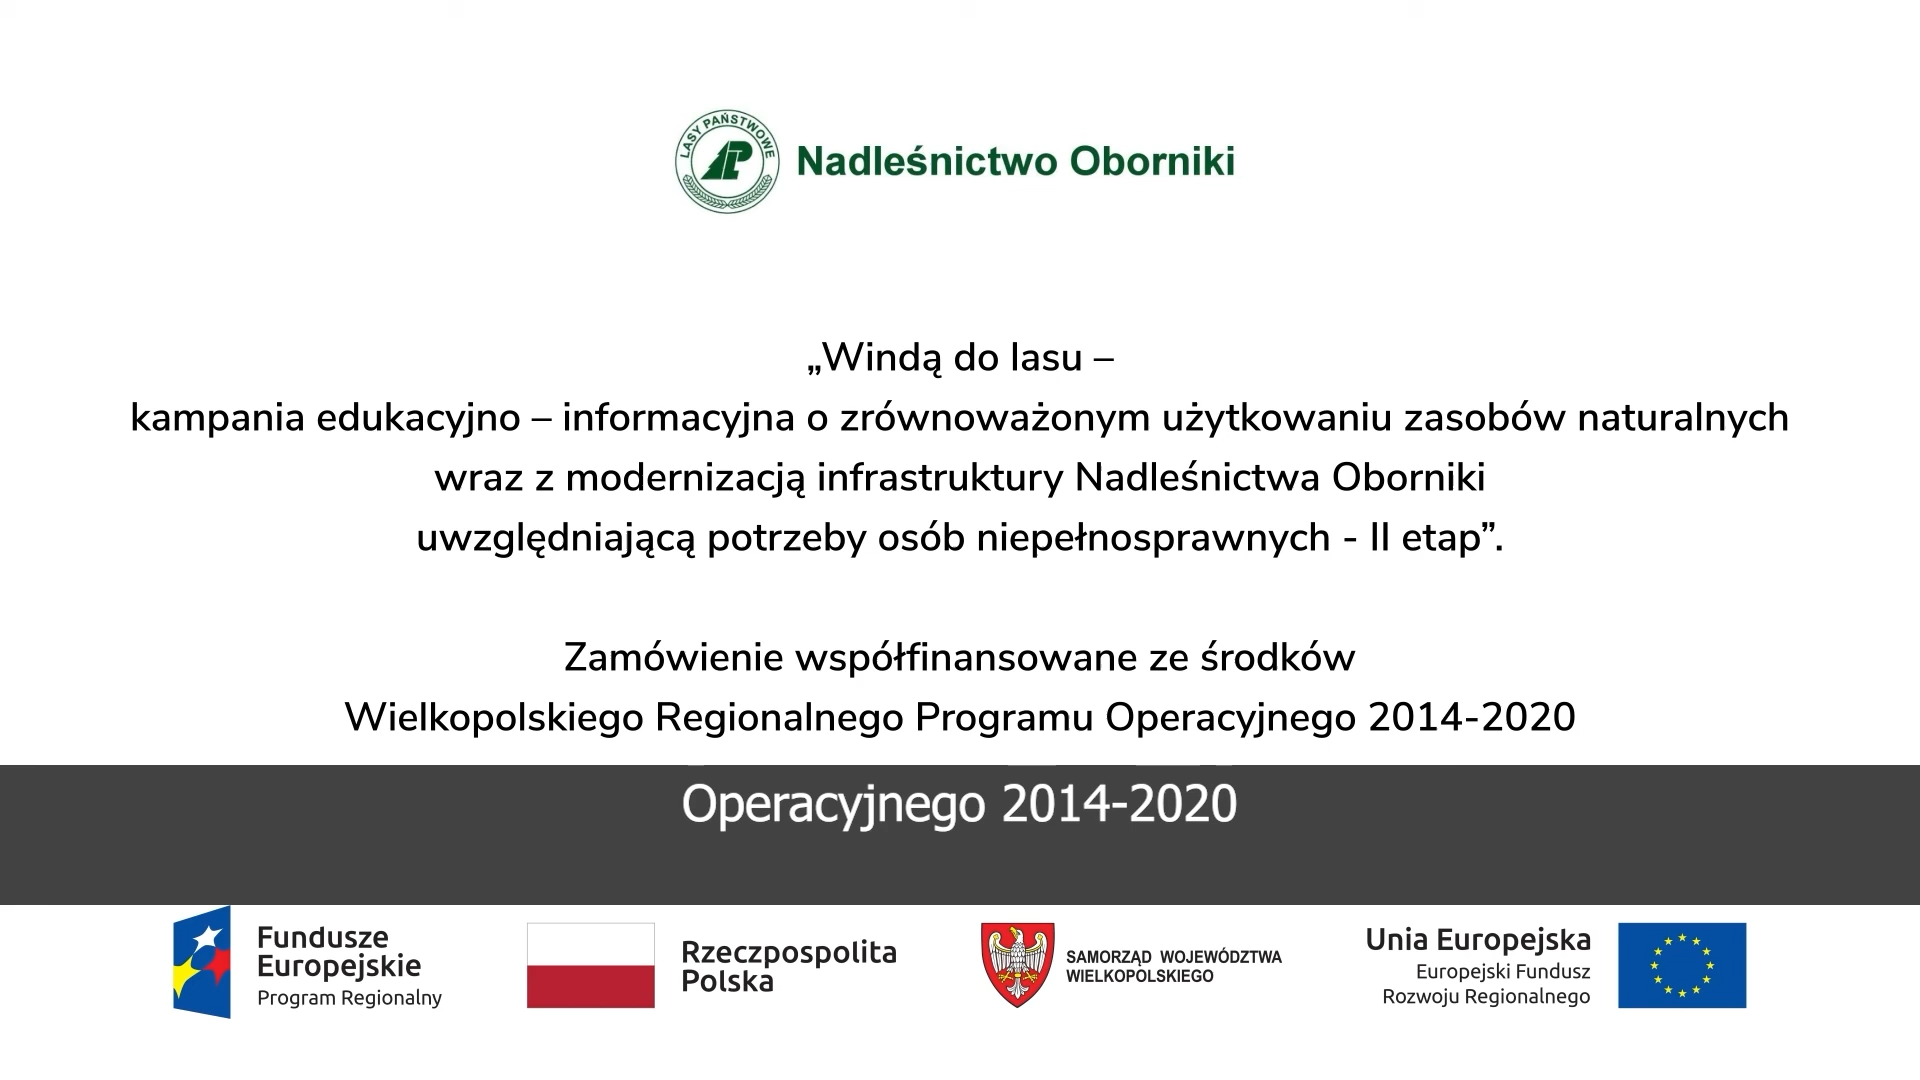 LASY PAŃSTWOWE
Nadleśnictwo Oborniki
„Windą do lasu –
kampania edukacyjno – informacyjna o zrównoważonym użytkowaniu zasobów naturalnych
wraz z modernizacją infrastruktury Nadleśnictwa Oborniki
uwzględniającą potrzeby osób niepełnosprawnych - II etap”.
Zamówienie współfinansowane ze środków
Wielkopolskiego Regionalnego Programu Operacyjnego 2014-2020
Operacyjnego 2014-2020
Fundusze
Europejskie
Program Regionalny
Rzeczpospolita
Polska
SAMORZĄD WOJEWÓDZTWA
WIELKOPOLSKIEGO
Unia Europejska
Europejski Fundusz
Rozwoju Regionalnego